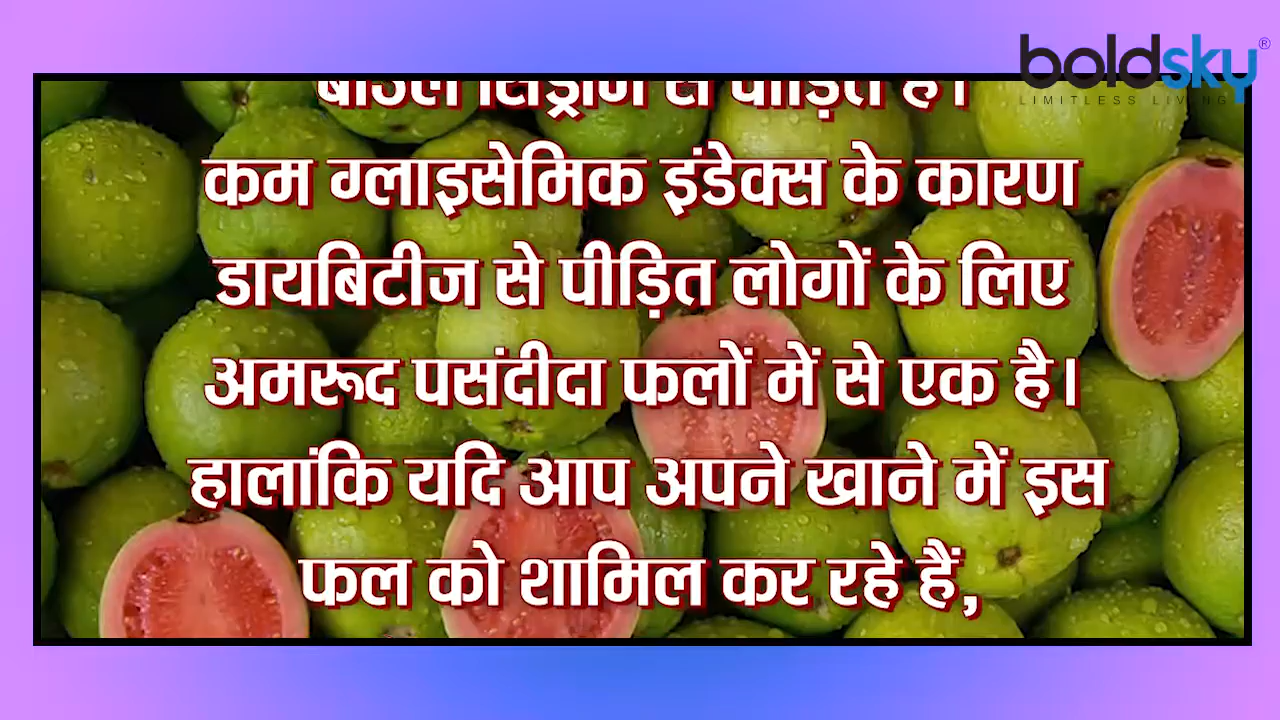 boldsky®
LIMITLESS LIVING
से पीड़ित हैं।
कम ग्लाइसेमिक इंडेक्स के कारण
डायबिटीज से पीड़ित लोगों के लिए
अमरूद पसंदीदा फलों में से एक है।
हालांकि यदि आप अपने खाने में इस
फल को शामिल कर रहे हैं,